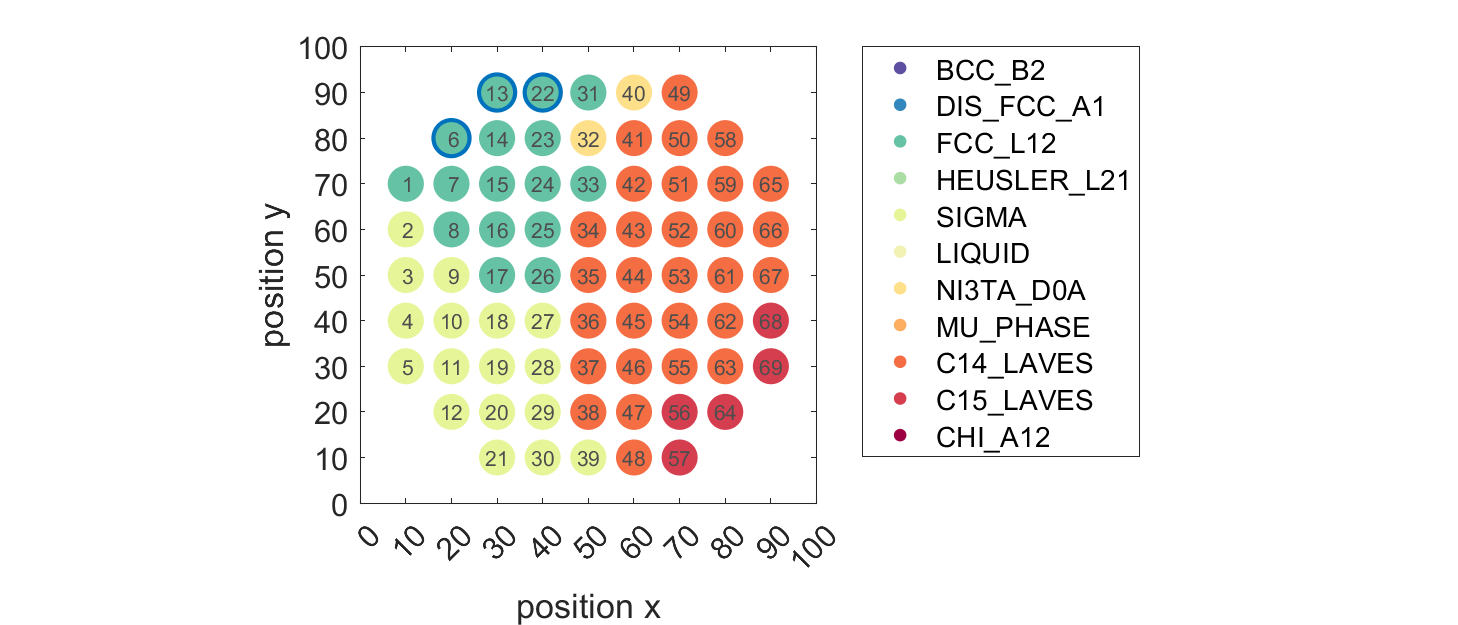 100
90
80
70
60
50
40
30
20
10
0
position y
13 22 31 40 49
6 14 23 32 41 50 58
1 7 15 24 33 42 51 59 65
2 8 16 25 34 43 52 60 66
3 9 17 26 35 44 53 61 67
4 10 18 27 36 45 54 62 68
5 11 19 28 37 46 55 63 69
12 20 29 38 47 56 64
21 30 39 48 57
0 10 20 30 40 50 60 70 80 90 100
position x
BCC_B2
DIS_FCC_A1
FCC_L12
HEUSLER_L21
SIGMA
LIQUID
NI3TA_D0A
MU_PHASE
C14_LAVES
C15_LAVES
CHI_A12